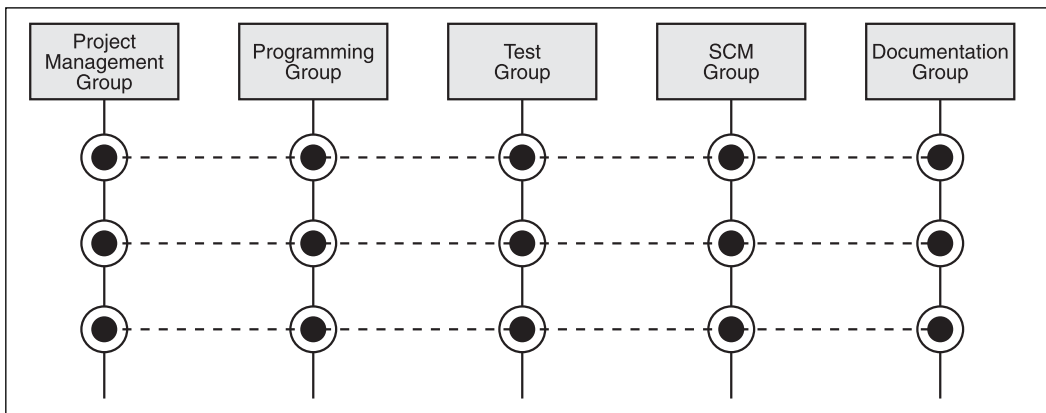 Project
Management
Group
Programming
Group
Test
Group
SCM
Group
Documentation
Group